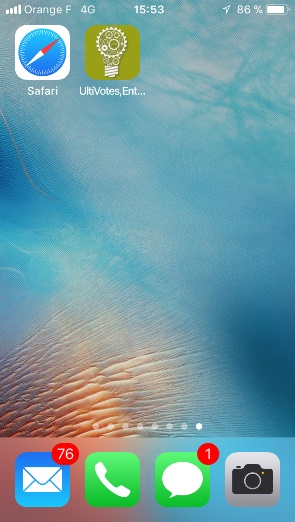 Orange F 4G 15:53 86 %
Safari UltiVotes,Ent...
76 1